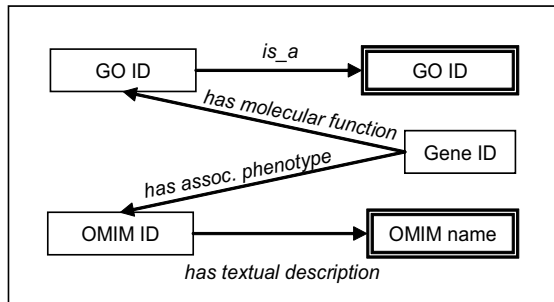 is_a
GO ID
GO ID
has molecular function
Gene ID
has assoc. phenotype
OMIM ID
OMIM name
has textual description